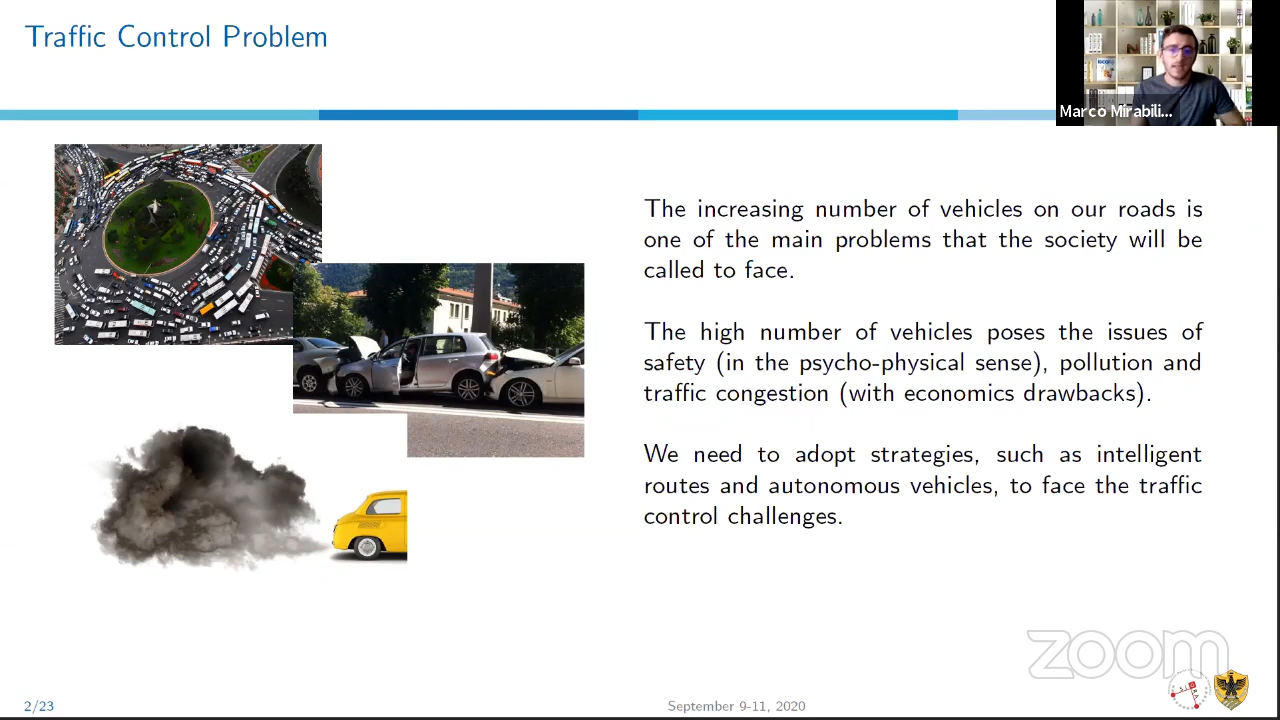 Traffic Control Problem
Marco Mirabili...
The increasing number of vehicles on our roads is
one of the main problems that the society will be
called to face.
The high number of vehicles poses the issues of
safety (in the psycho-physical sense), pollution and
traffic congestion (with economics drawbacks).
We need to adopt strategies, such as intelligent
routes and autonomous vehicles, to face the traffic
control challenges.
zoom
2/23
September 9-11, 2020